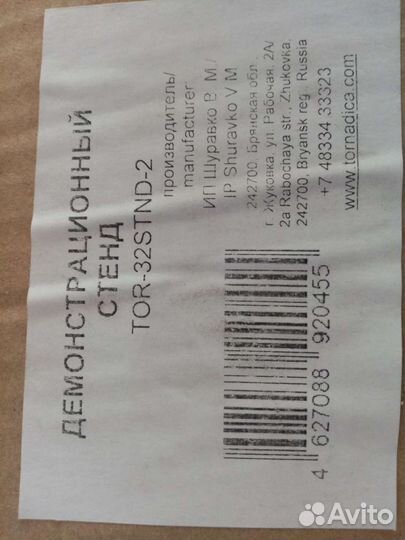 ДЕМОНСТРАЦИОННЫЙ
СТЕНД
TOR-32STND-2
производитель/
manufacturer:
ИП Шуравко В. М./
IP Shuravko V M
242700, Брянская обл.,
г. Жуковка, ул. Рабочая, 2А/
2a Rabochaya str., Zhukovka,
242700, Bryansk reg., Russia
+7 48334 33323
www.tornadica.com
4 627088 920455
Avito